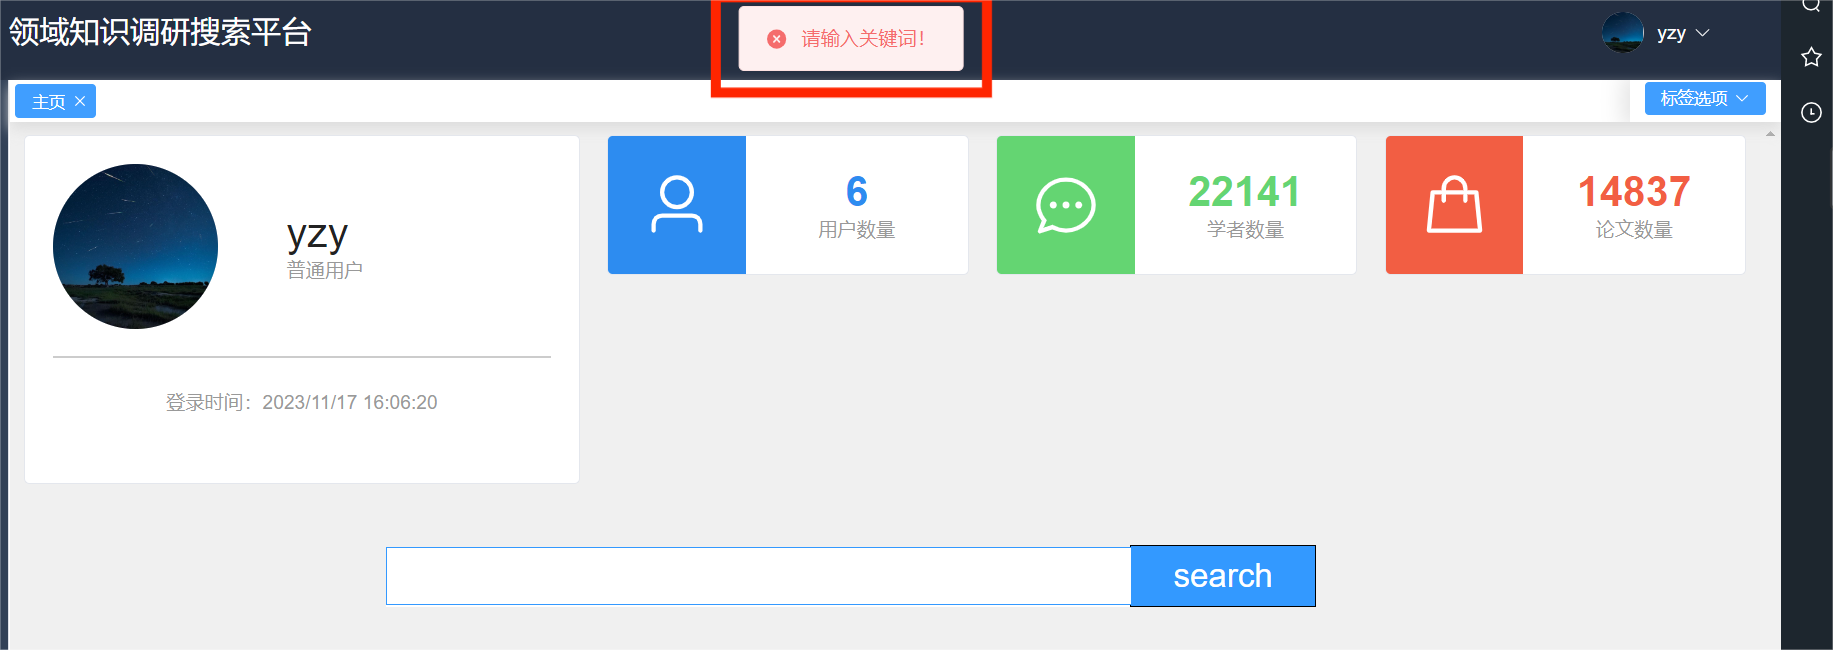 领域知识调研搜索平台
请输入关键词！
yzy
主页
标签选项
yzy
普通用户
登录时间：2023/11/17 16:06:20
6
用户数量
22141
学者数量
14837
论文数量
search